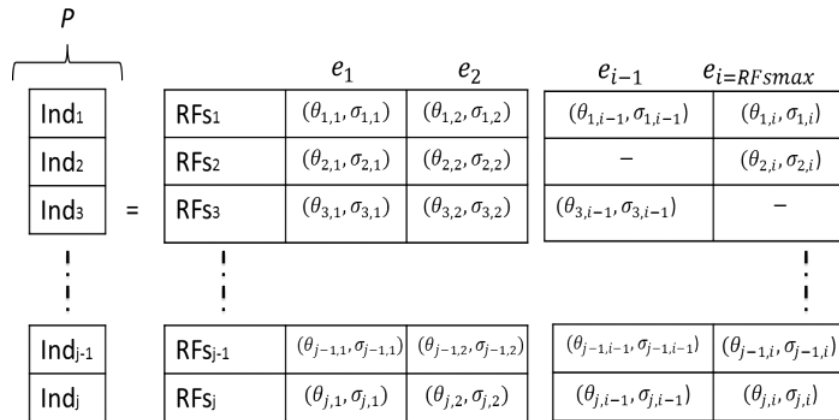 P
e₁ e₂ eᵢ₋₁ eᵢ₌RFsmax
Ind₁ RFs₁ (θ₁,₁, σ₁,₁) (θ₁,₂, σ₁,₂) (θ₁,ᵢ₋₁, σ₁,ᵢ₋₁) (θ₁,ᵢ, σ₁,ᵢ)
Ind₂ RFs₂ (θ₂,₁, σ₂,₁) (θ₂,₂, σ₂,₂) − (θ₂,ᵢ, σ₂,ᵢ)
Ind₃ = RFs₃ (θ₃,₁, σ₃,₁) (θ₃,₂, σ₃,₂) (θ₃,ᵢ₋₁, σ₃,ᵢ₋₁) −
Indⱼ₋₁ RFsⱼ₋₁ (θⱼ₋₁,₁, σⱼ₋₁,₁) (θⱼ₋₁,₂, σⱼ₋₁,₂) (θⱼ₋₁,ᵢ₋₁, σⱼ₋₁,ᵢ₋₁) (θⱼ₋₁,ᵢ, σⱼ₋₁,ᵢ)
Indⱼ RFsⱼ (θⱼ,₁, σⱼ,₁) (θⱼ,₂, σⱼ,₂) (θⱼ,ᵢ₋₁, σⱼ,ᵢ₋₁) (θⱼ,ᵢ, σⱼ,ᵢ)